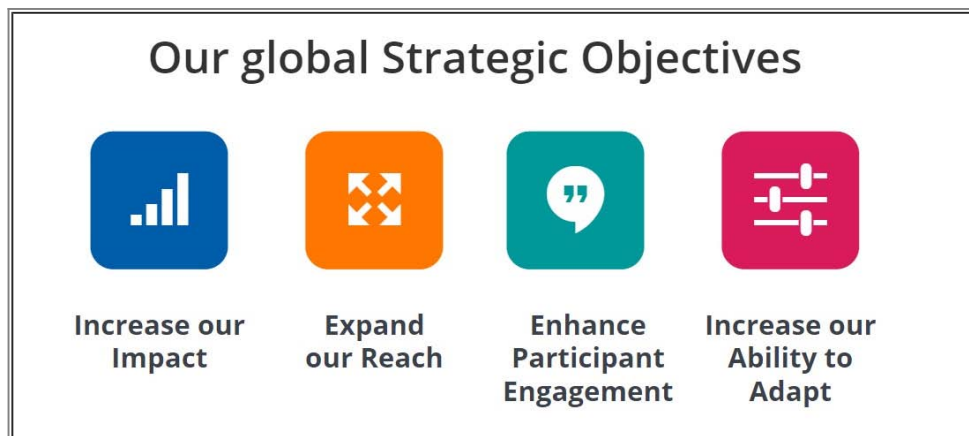 Our global Strategic Objectives
Increase our
Impact
Expand
our Reach
Enhance
Participant
Engagement
Increase our
Ability to
Adapt